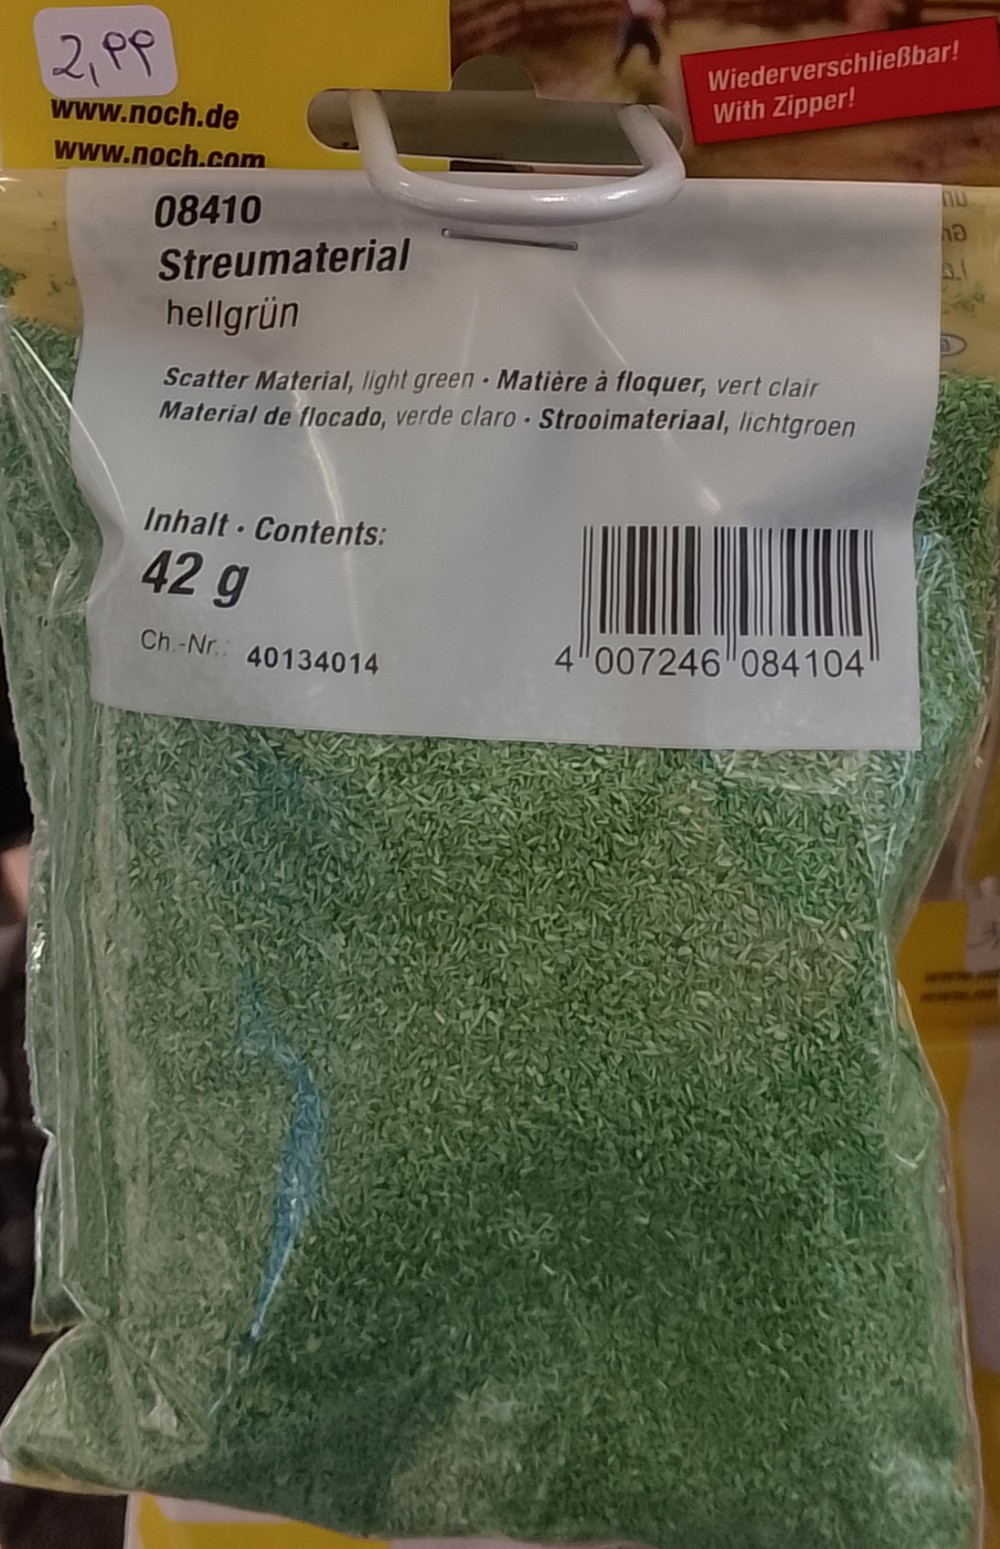 2,99
www.noch.de
www.noch.com
Wiederverschließbar!
With Zipper!
08410
Streumaterial
hellgrün
Scatter Material, light green • Matière à floquer, vert clair
Material de flocado, verde claro • Strooimateriaal, lichtgroen
Inhalt • Contents:
42 g
Ch.-Nr.: 40134014
4 007246 084104